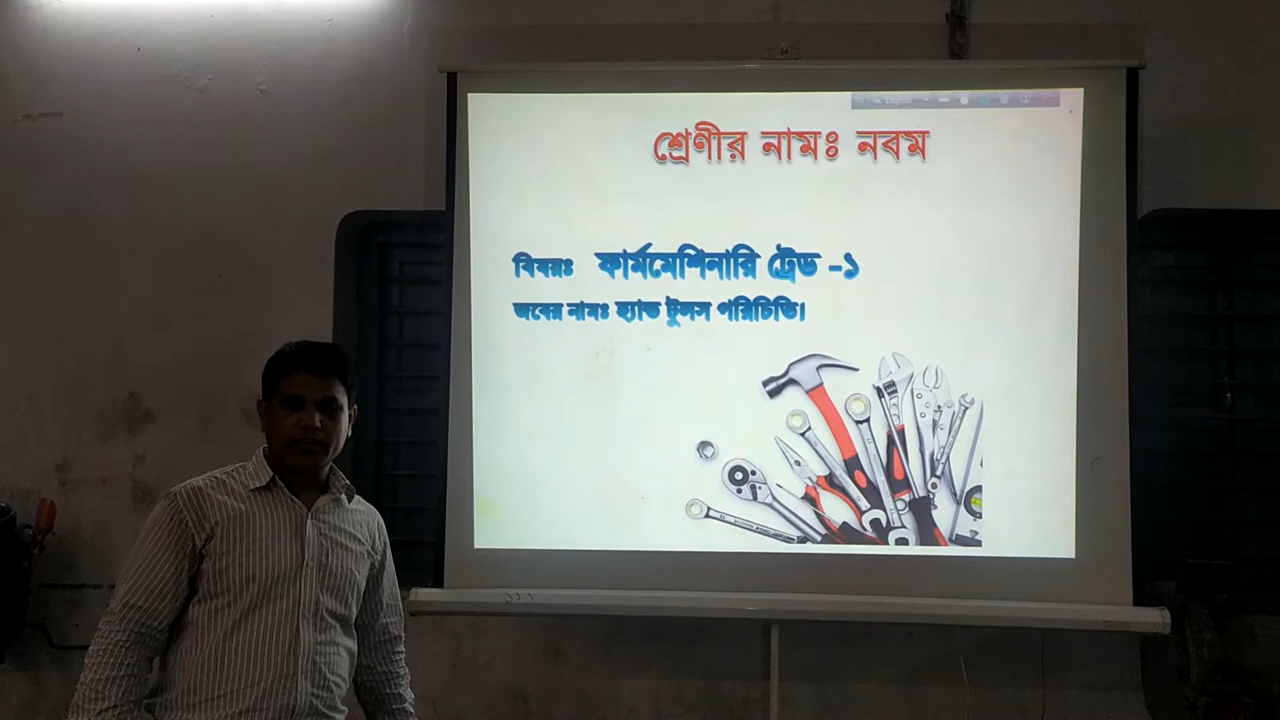 শ্রেণীর নামঃ নবম
বিষয়ঃ ফার্মমেশিনারি ট্রেড -১
জবের নামঃ হ্যান্ড টুলস পরিচিতি।